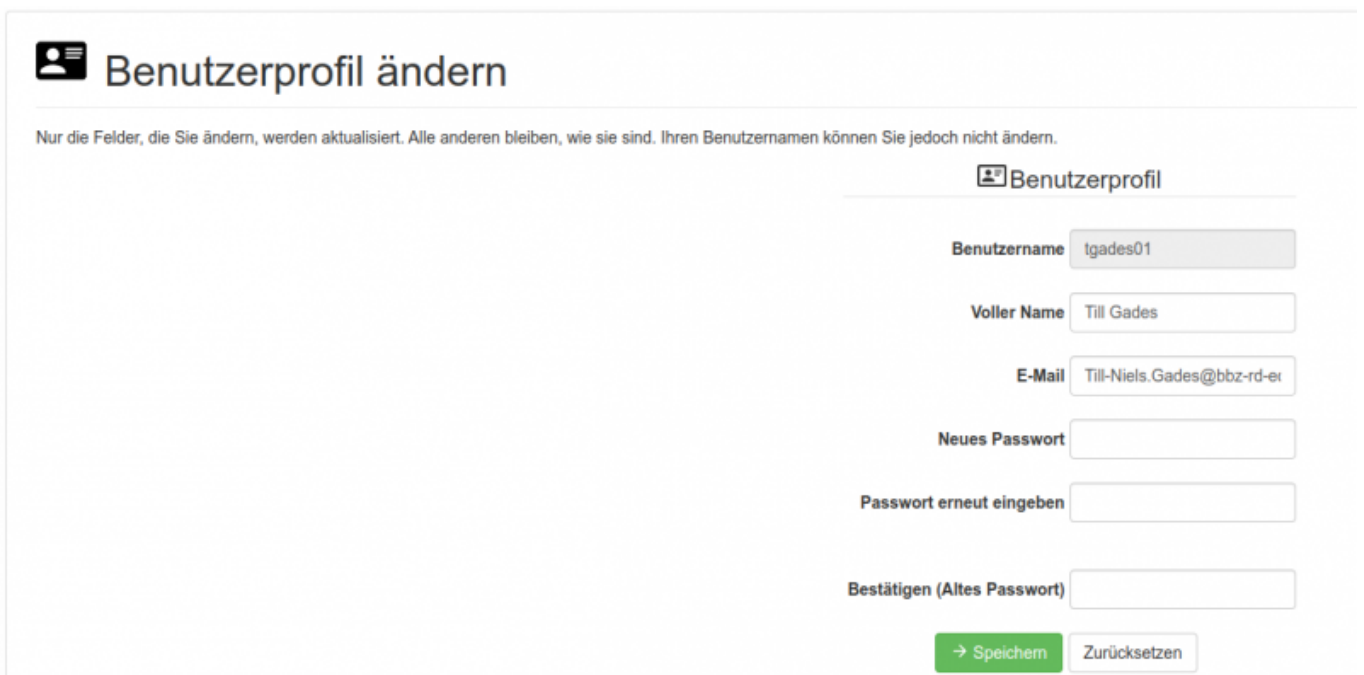 Benutzerprofil ändern
Nur die Felder, die Sie ändern, werden aktualisiert. Alle anderen bleiben, wie sie sind. Ihren Benutzernamen können Sie jedoch nicht ändern.
Benutzerprofil
Benutzername tgades01
Voller Name Till Gades
E-Mail Till-Niels.Gades@bbz-rd-
Neues Passwort
Passwort erneut eingeben
Bestätigen (Altes Passwort)
→ Speichern Zurücksetzen